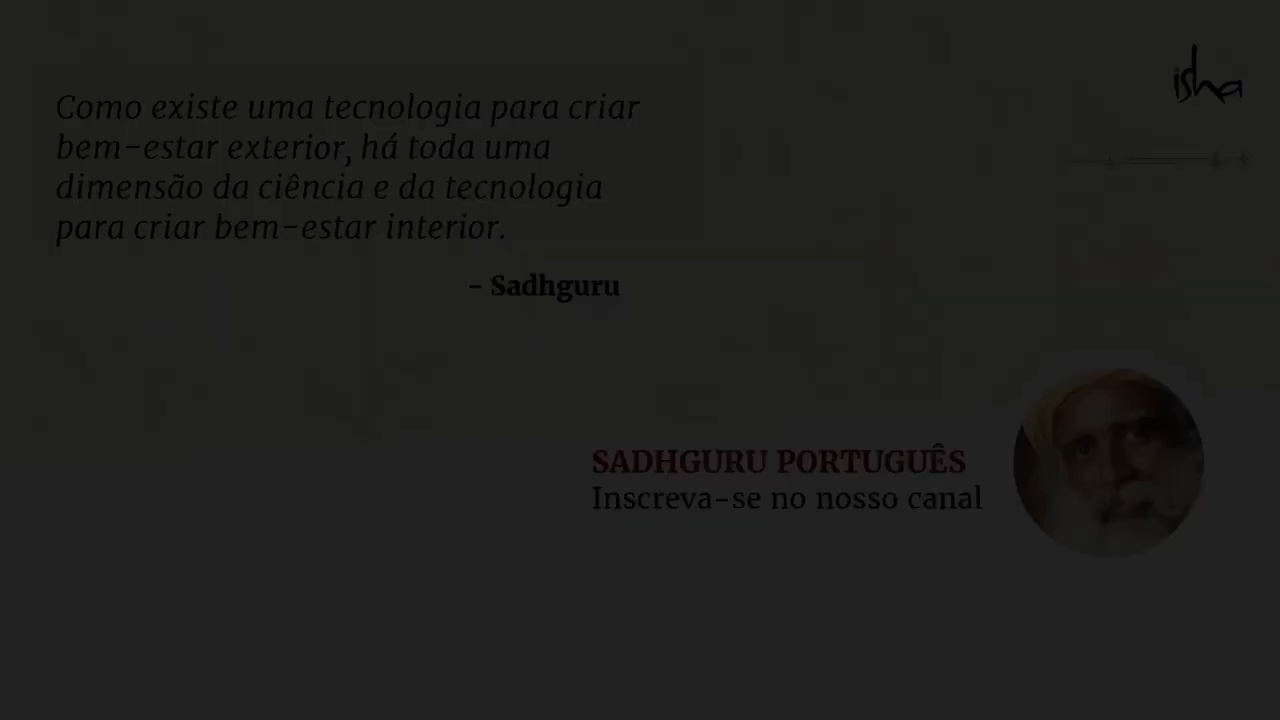 isha
Como existe uma tecnologia para criar
bem-estar exterior, há toda uma
dimensão da ciência e da tecnologia
para criar bem-estar interior.
- Sadhguru
SADHGURU PORTUGUÊS
Inscreva-se no nosso canal